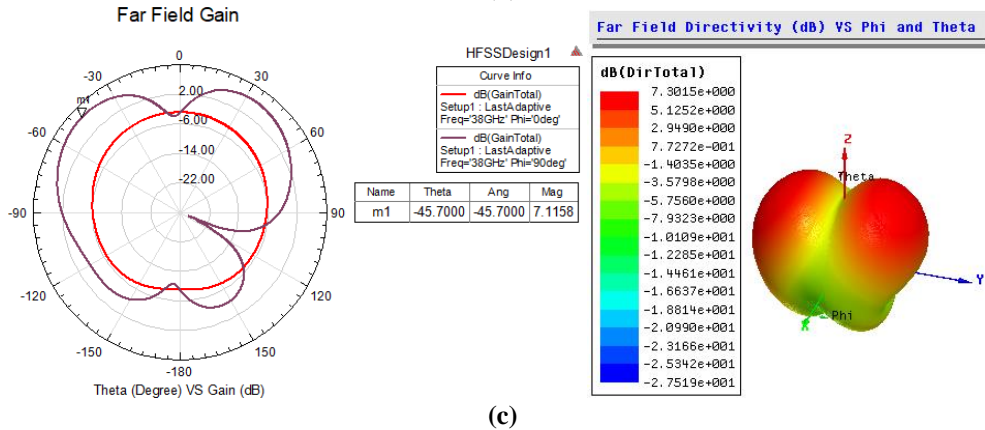 Far Field Gain
0
-30
30
m1
-60
60
-90
90
-120
120
-150
150
-180
2.00
-6.00
-14.00
-22.00
Theta (Degree) VS Gain (dB)
HFSSDesign1
Curve Info
dB(GainTotal)
Setup1 : LastAdaptive
Freq='38GHz' Phi='0deg'
dB(GainTotal)
Setup1 : LastAdaptive
Freq='38GHz' Phi='90deg'
Name Theta Ang Mag
m1 -45.7000 -45.7000 7.1158
Far Field Directivity (dB) VS Phi and Theta
dB(DirTotal)
7.3015e+000
5.1252e+000
2.9490e+000
7.7272e-001
-1.4035e+000
-3.5798e+000
-5.7560e+000
-7.9323e+000
-1.0109e+001
-1.2285e+001
-1.4461e+001
-1.6637e+001
-1.8814e+001
-2.0990e+001
-2.3166e+001
-2.5342e+001
-2.7519e+001
Z
Theta
Y
Phi
X
(c)